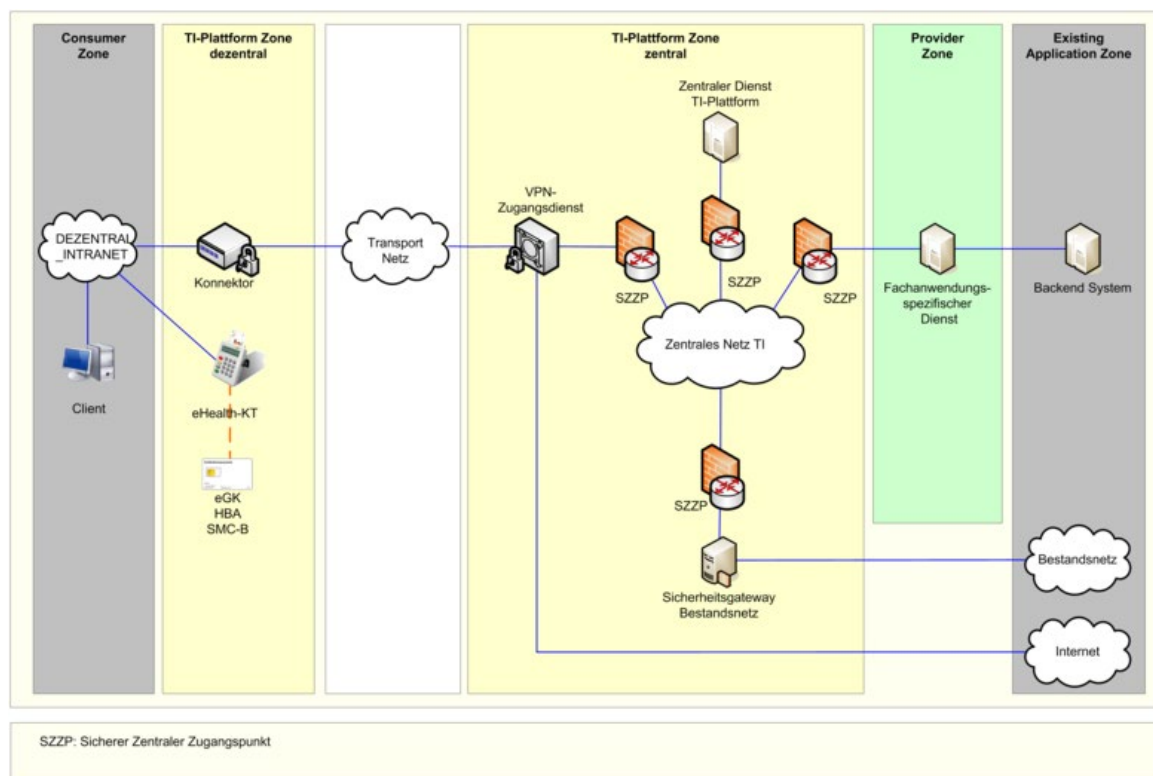 Consumer
Zone
TI-Plattform Zone
dezentral
TI-Plattform Zone
zentral
Provider
Zone
Existing
Application Zone
Zentraler Dienst
TI-Plattform
VPN-
Zugangsdienst
DEZENTRAL
_INTRANET
Konnektor
Transport
Netz
SZZP
SZZP
SZZP
Fachanwendungs-
spezifischer
Dienst
Backend System
Zentrales Netz TI
Client
eHealth-KT
eGK
HBA
SMC-B
SZZP
Sicherheitsgateway
Bestandsnetz
Bestandsnetz
Internet
SZZP: Sicherer Zentraler Zugangspunkt